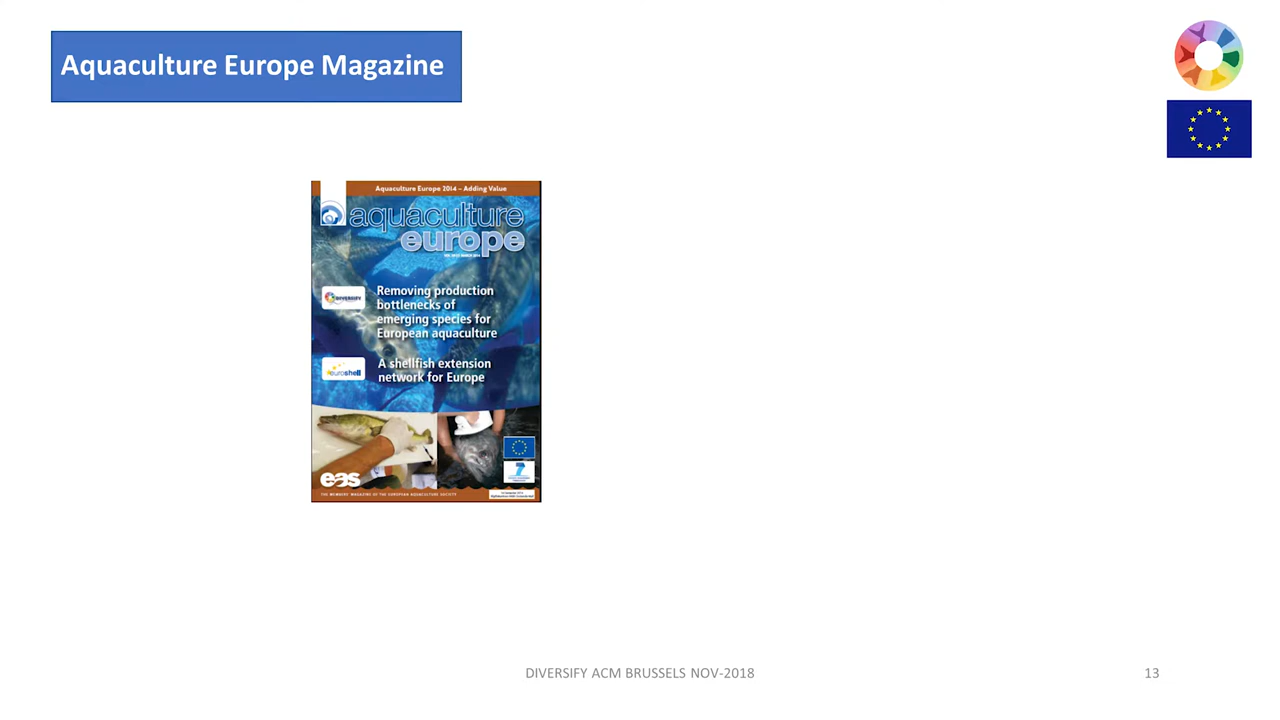 Aquaculture Europe Magazine
Aquaculture Europe 2014 – Adding Value
aquaculture
europe
DIVERSIFY
Removing production
bottlenecks of
emerging species for
European aquaculture
euroshell
A shellfish extension
network for Europe
eas
THE MEMBERS' MAGAZINE OF THE EUROPEAN AQUACULTURE SOCIETY
DIVERSIFY ACM BRUSSELS NOV-2018
13